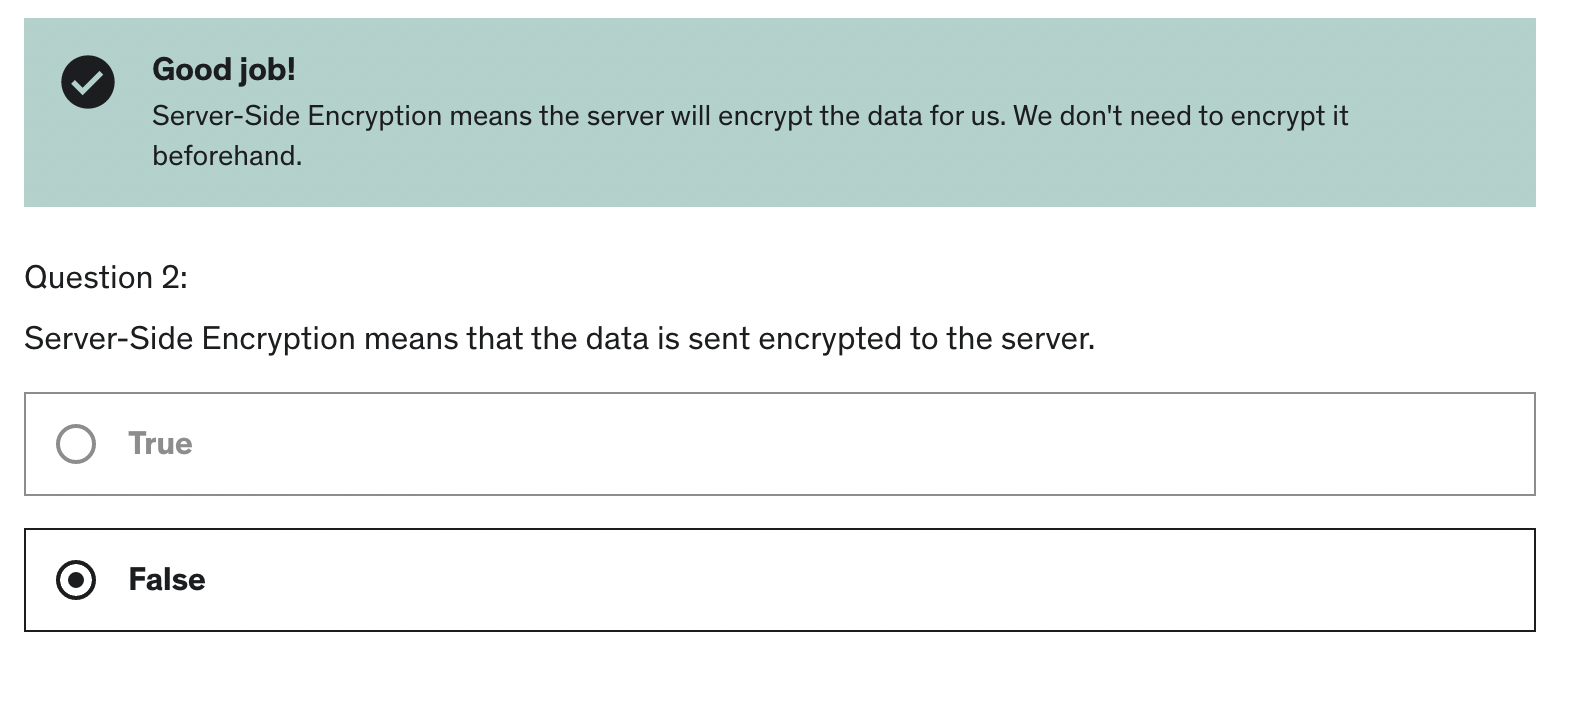 Good job!
Server-Side Encryption means the server will encrypt the data for us. We don't need to encrypt it
beforehand.
Question 2:
Server-Side Encryption means that the data is sent encrypted to the server.
True
False